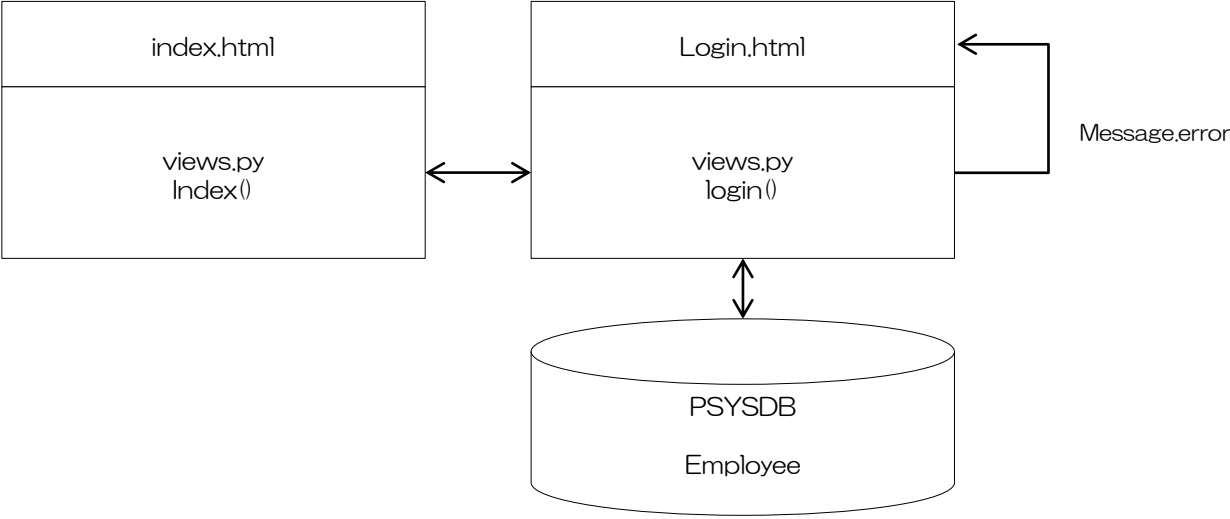 index.html
views.py
Index()
Login.html
views.py
login()
Message.error
PSYSDB
Employee